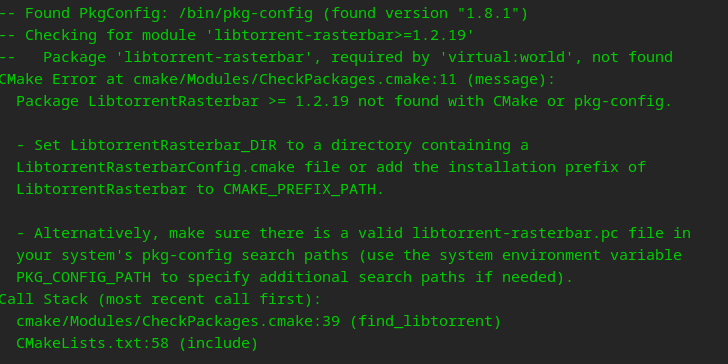 -- Found PkgConfig: /bin/pkg-config (found version "1.8.1")
-- Checking for module 'libtorrent-rasterbar>=1.2.19'
--   Package 'libtorrent-rasterbar', required by 'virtual:world', not found
CMake Error at cmake/Modules/CheckPackages.cmake:11 (message):
  Package LibtorrentRasterbar >= 1.2.19 not found with CMake or pkg-config.

  - Set LibtorrentRasterbar_DIR to a directory containing a
  LibtorrentRasterbarConfig.cmake file or add the installation prefix of
  LibtorrentRasterbar to CMAKE_PREFIX_PATH.

  - Alternatively, make sure there is a valid libtorrent-rasterbar.pc file in
  your system's pkg-config search paths (use the system environment variable
  PKG_CONFIG_PATH to specify additional search paths if needed).
Call Stack (most recent call first):
  cmake/Modules/CheckPackages.cmake:39 (find_libtorrent)
  CMakeLists.txt:58 (include)